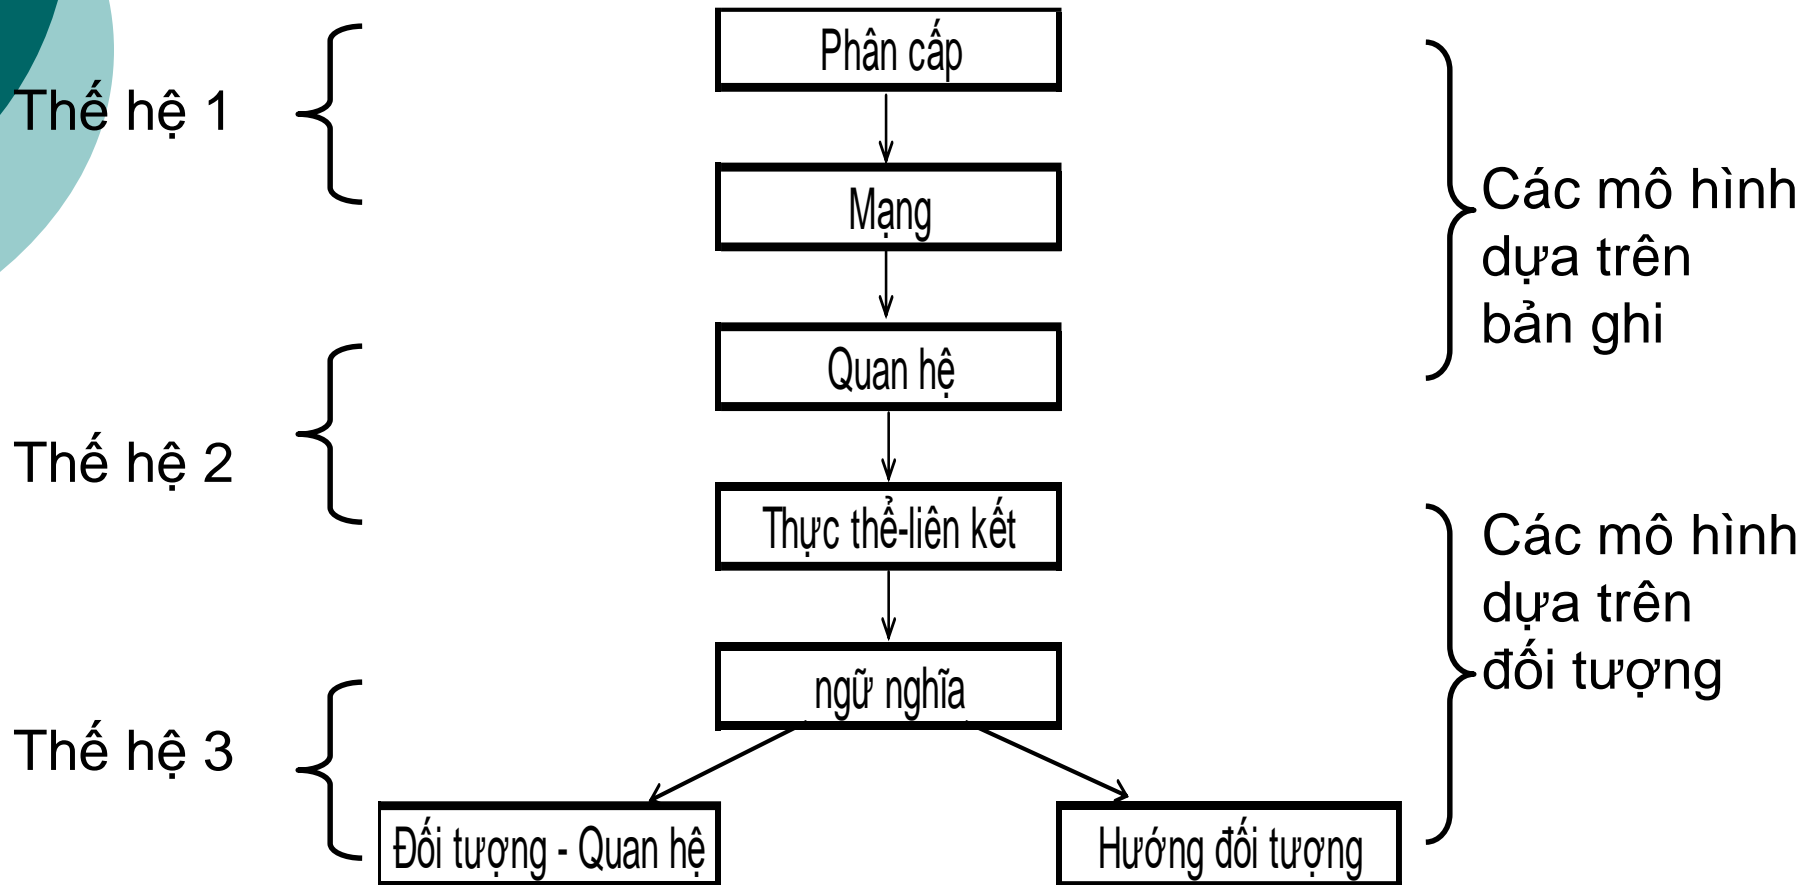 Phân cấp
Thế hệ 1
Mạng
Các mô hình
dựa trên
bản ghi
Quan hệ
Thế hệ 2
Thực thể-liên kết
Các mô hình
dựa trên
đối tượng
ngữ nghĩa
Thế hệ 3
Đối tượng - Quan hệ
Hướng đối tượng